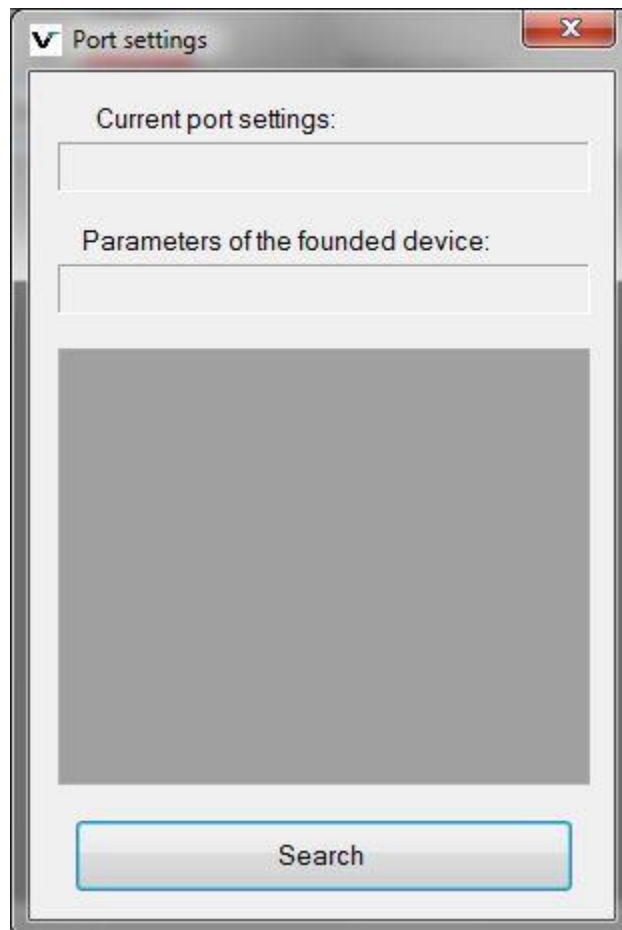 Port settings
Current port settings:
Parameters of the founded device:
Search